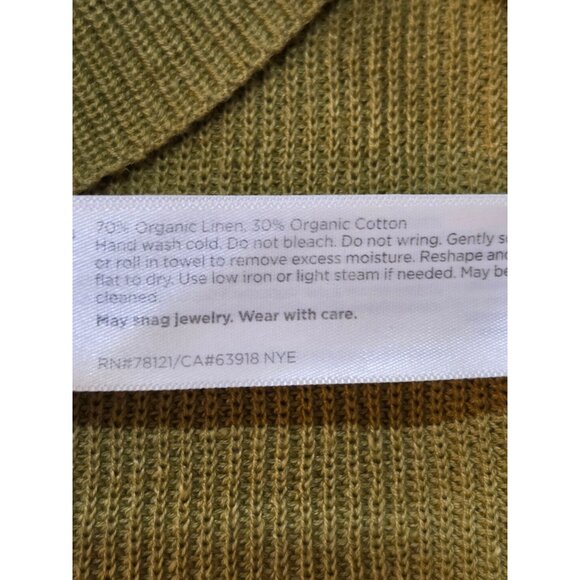 70% Organic Linen, 30% Organic Cotton
Hand wash cold. Do not bleach. Do not wring. Gently
or roll in towel to remove excess moisture. Reshape and
flat to dry. Use low iron or light steam if needed. May be
cleaned.
May snag jewelry. Wear with care.
RN#78121/CA#63918 NYE